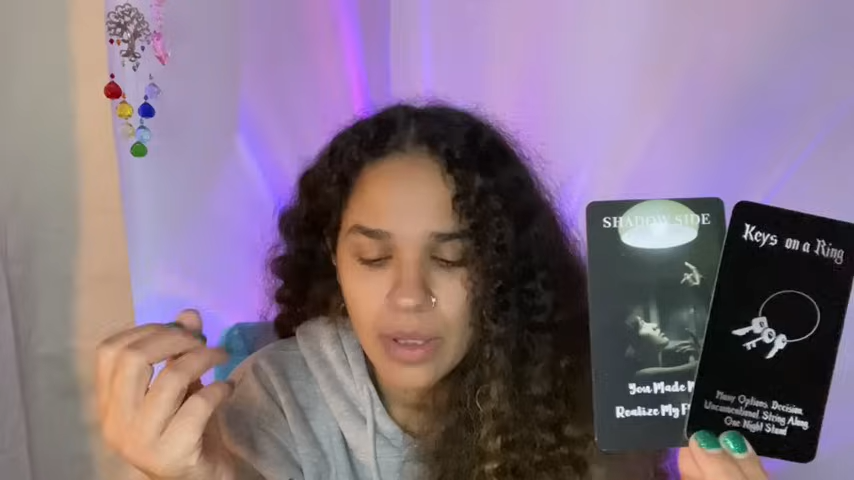 SHADOW SIDE
You Made
Realize My
Keys on a Ring
Many Options Decision
Unconventional String Along
One Night Stand